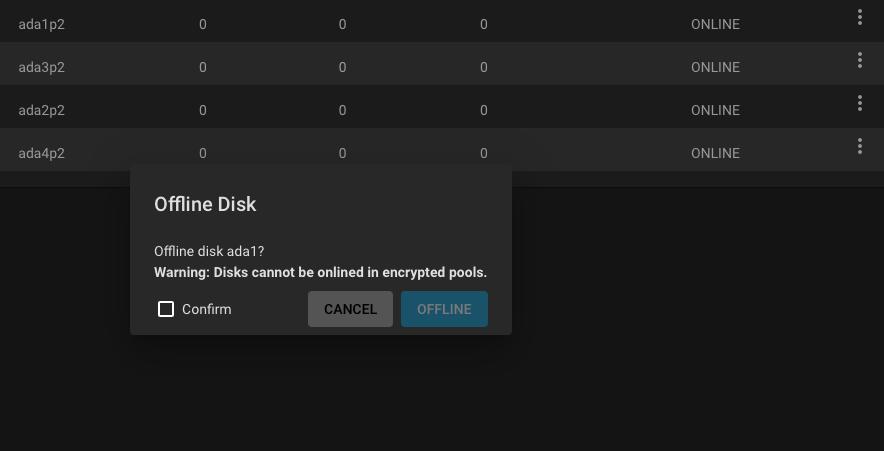 ada1p2 0 0 0 ONLINE
ada3p2 0 0 0 ONLINE
ada2p2 0 0 0 ONLINE
ada4p2 0 0 0 ONLINE
Offline Disk
Offline disk ada1?
Warning: Disks cannot be onlined in encrypted pools.
Confirm CANCEL OFFLINE